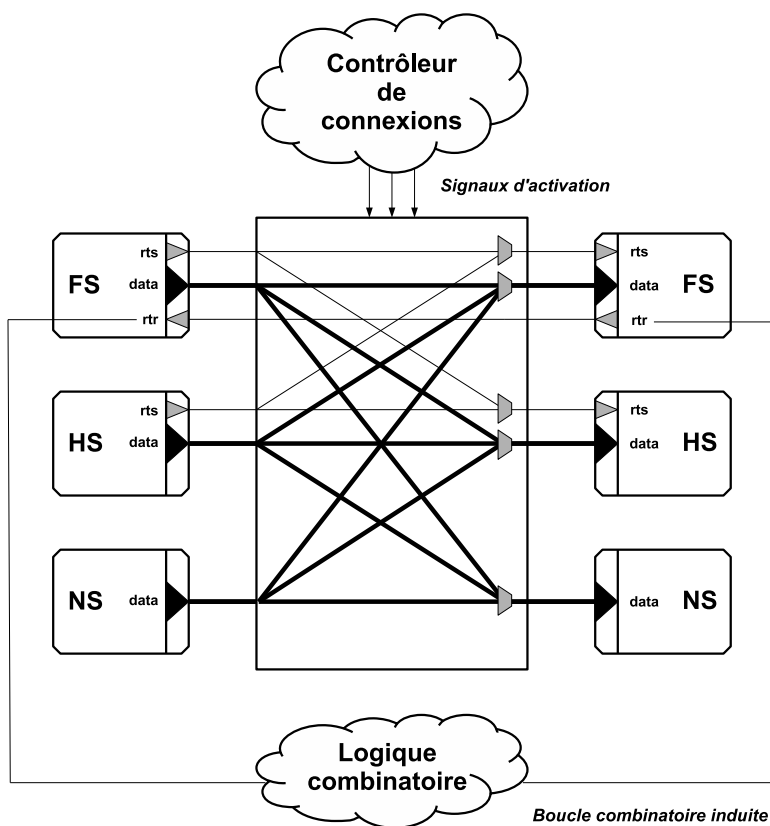 Contrôleur
de
connexions
Signaux d'activation
rts
FS
data
rtr
rts
data
FS
rtr
rts
HS
data
rts
data
HS
NS
data
data
NS
Logique
combinatoire
Boucle combinatoire induite